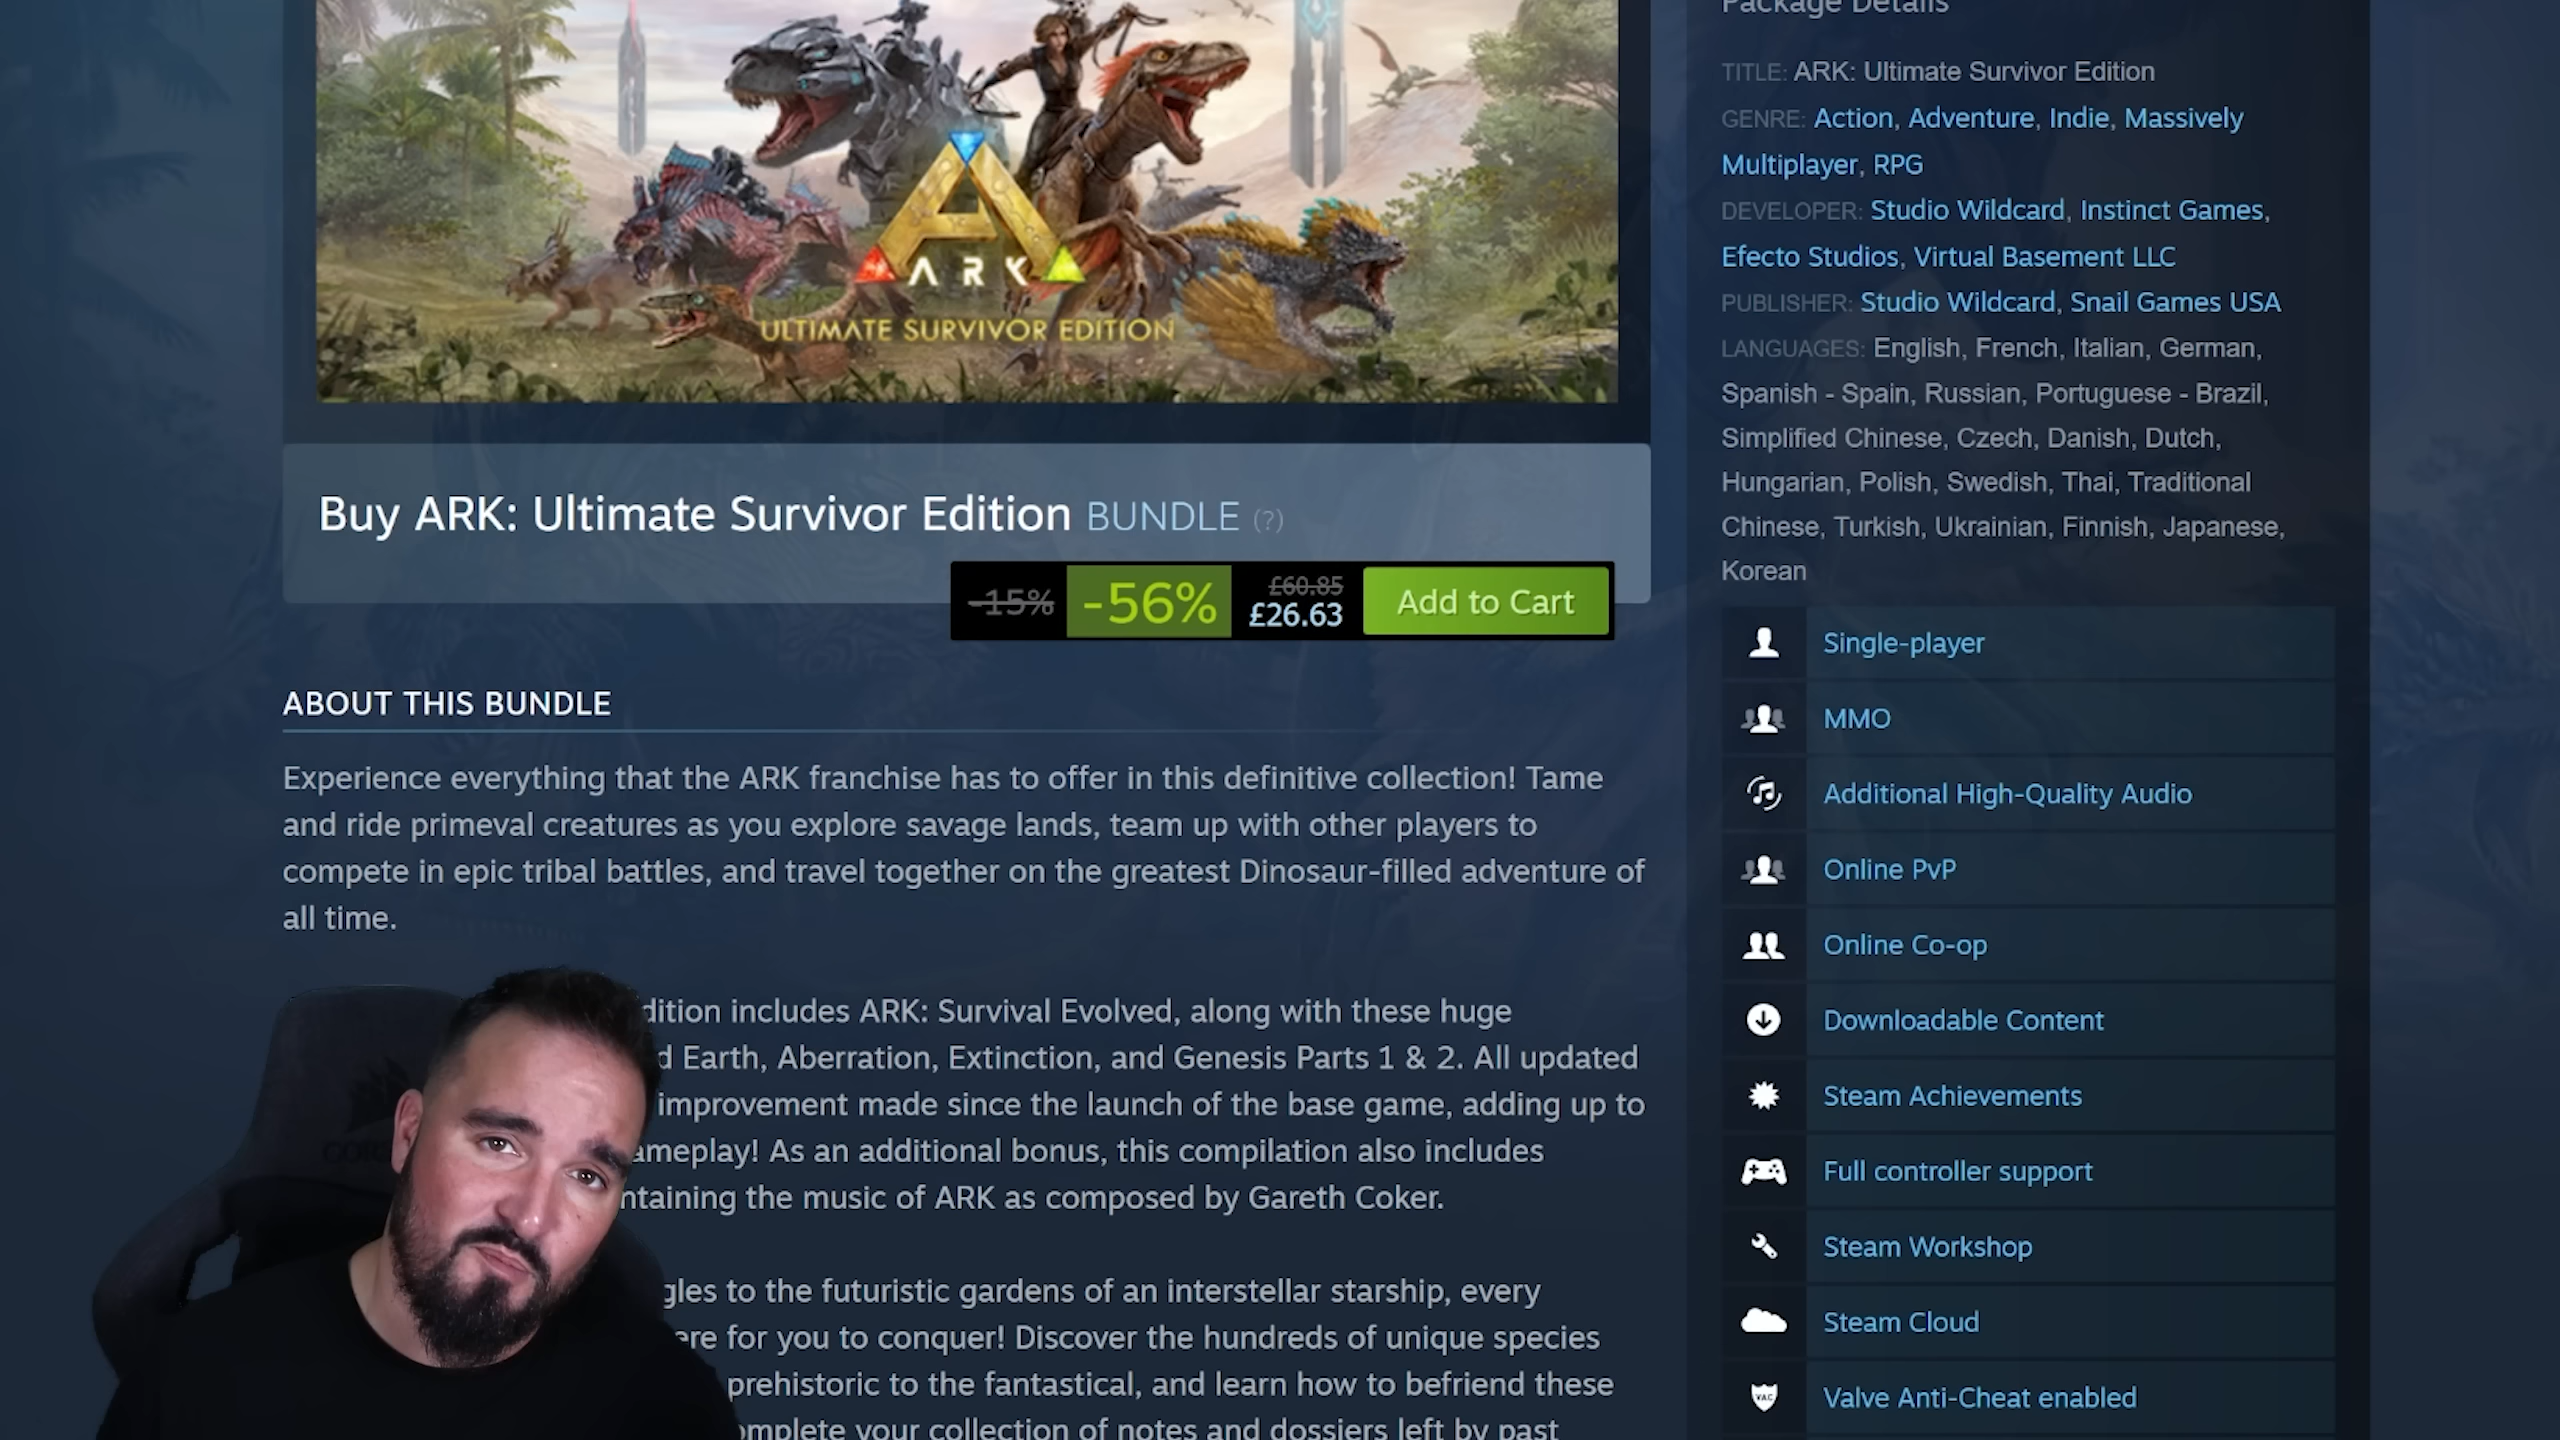 ARK
ULTIMATE SURVIVOR EDITION
Buy ARK: Ultimate Survivor Edition BUNDLE (?)
-15% -56% £60.85 £26.63 Add to Cart
ABOUT THIS BUNDLE
Experience everything that the ARK franchise has to offer in this definitive collection! Tame
and ride primeval creatures as you explore savage lands, team up with other players to
compete in epic tribal battles, and travel together on the greatest Dinosaur-filled adventure of
all time.
dition includes ARK: Survival Evolved, along with these huge
d Earth, Aberration, Extinction, and Genesis Parts 1 & 2. All updated
improvement made since the launch of the base game, adding up to
ameplay! As an additional bonus, this compilation also includes
ntaining the music of ARK as composed by Gareth Coker.
gles to the futuristic gardens of an interstellar starship, every
ere for you to conquer! Discover the hundreds of unique species
prehistoric to the fantastical, and learn how to befriend these
omplete your collection of notes and dossiers left by past
Package Details
TITLE: ARK: Ultimate Survivor Edition
GENRE: Action, Adventure, Indie, Massively
Multiplayer, RPG
DEVELOPER: Studio Wildcard, Instinct Games,
Efecto Studios, Virtual Basement LLC
PUBLISHER: Studio Wildcard, Snail Games USA
LANGUAGES: English, French, Italian, German,
Spanish - Spain, Russian, Portuguese - Brazil,
Simplified Chinese, Czech, Danish, Dutch,
Hungarian, Polish, Swedish, Thai, Traditional
Chinese, Turkish, Ukrainian, Finnish, Japanese,
Korean
Single-player
MMO
Additional High-Quality Audio
Online PvP
Online Co-op
Downloadable Content
Steam Achievements
Full controller support
Steam Workshop
Steam Cloud
VAC Valve Anti-Cheat enabled